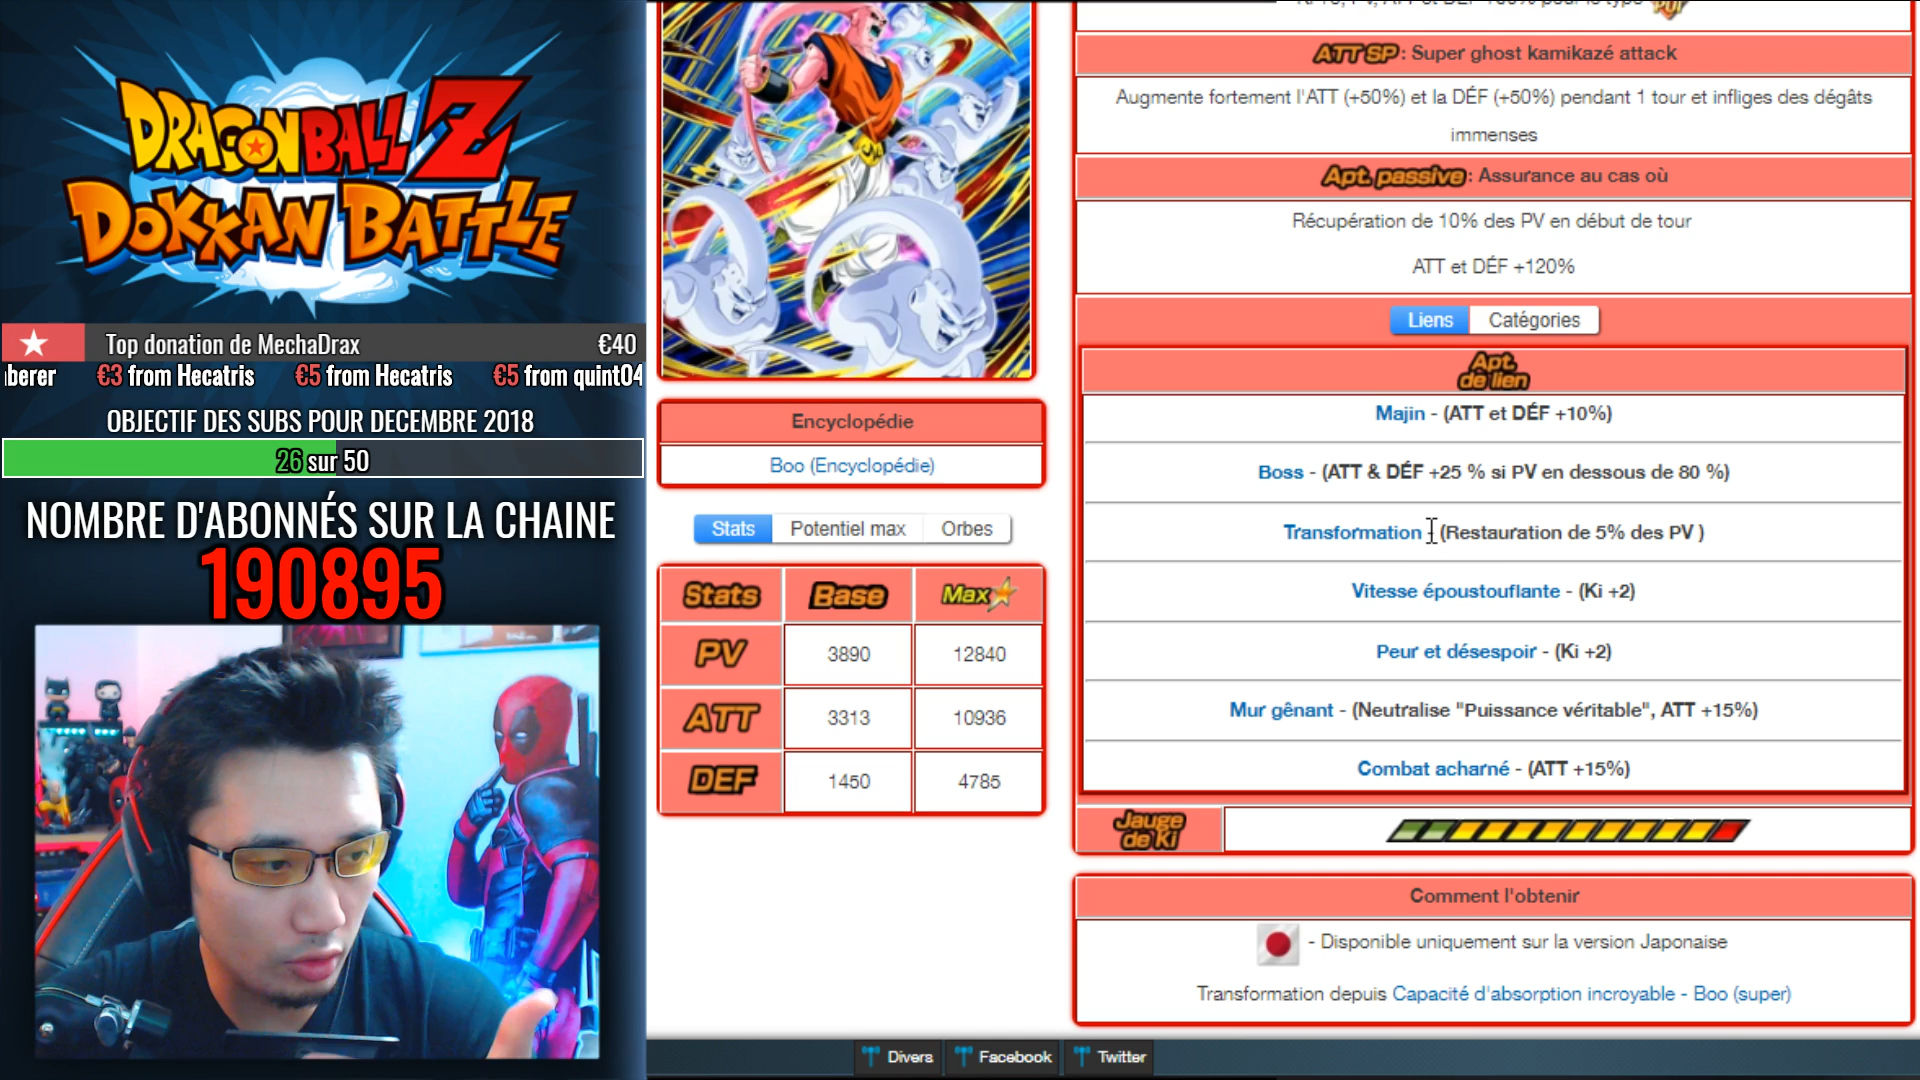 DRAGON BALL Z
DOKKAN BATTLE
Top donation de MechaDrax €40
berer €3 from Hecatris €5 from Hecatris €5 from quint04
OBJECTIF DES SUBS POUR DECEMBRE 2018
26 sur 50
NOMBRE D'ABONNÉS SUR LA CHAINE
190895
Encyclopédie
Boo (Encyclopédie)
Stats Potentiel max Orbes
Stats Base Max
PV 3890 12840
ATT 3313 10936
DEF 1450 4785
ATT SP : Super ghost kamikazé attack
Augmente fortement l'ATT (+50%) et la DÉF (+50%) pendant 1 tour et infliges des dégâts
immenses
Apt. passive : Assurance au cas où
Récupération de 10% des PV en début de tour
ATT et DÉF +120%
Liens Catégories
Apt.
de lien
Majin - (ATT et DÉF +10%)
Boss - (ATT & DÉF +25 % si PV en dessous de 80 %)
Transformation - (Restauration de 5% des PV )
Vitesse époustouflante - (Ki +2)
Peur et désespoir - (Ki +2)
Mur gênant - (Neutralise "Puissance véritable", ATT +15%)
Combat acharné - (ATT +15%)
Jauge
de Ki
Comment l'obtenir
- Disponible uniquement sur la version Japonaise
Transformation depuis Capacité d'absorption incroyable - Boo (super)
Divers Facebook Twitter